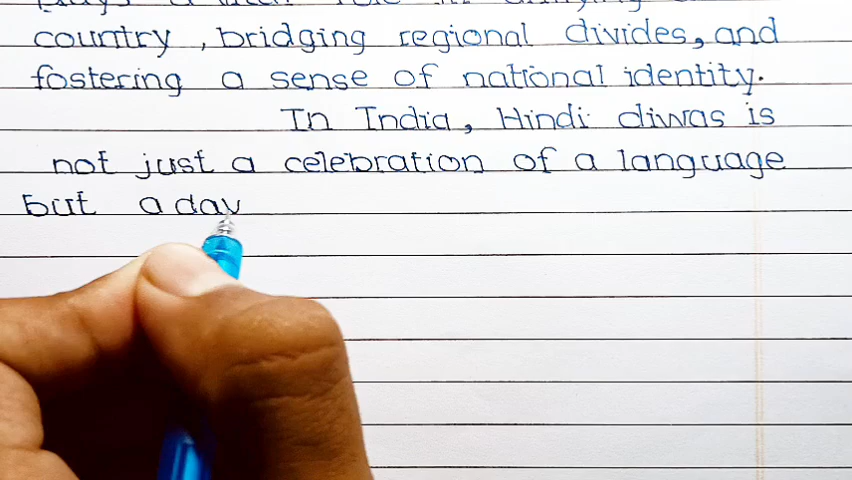 country, bridging regional divides, and
fostering a sense of national identity.
In India, Hindi diwas is
not just a celebration of a language
but a day